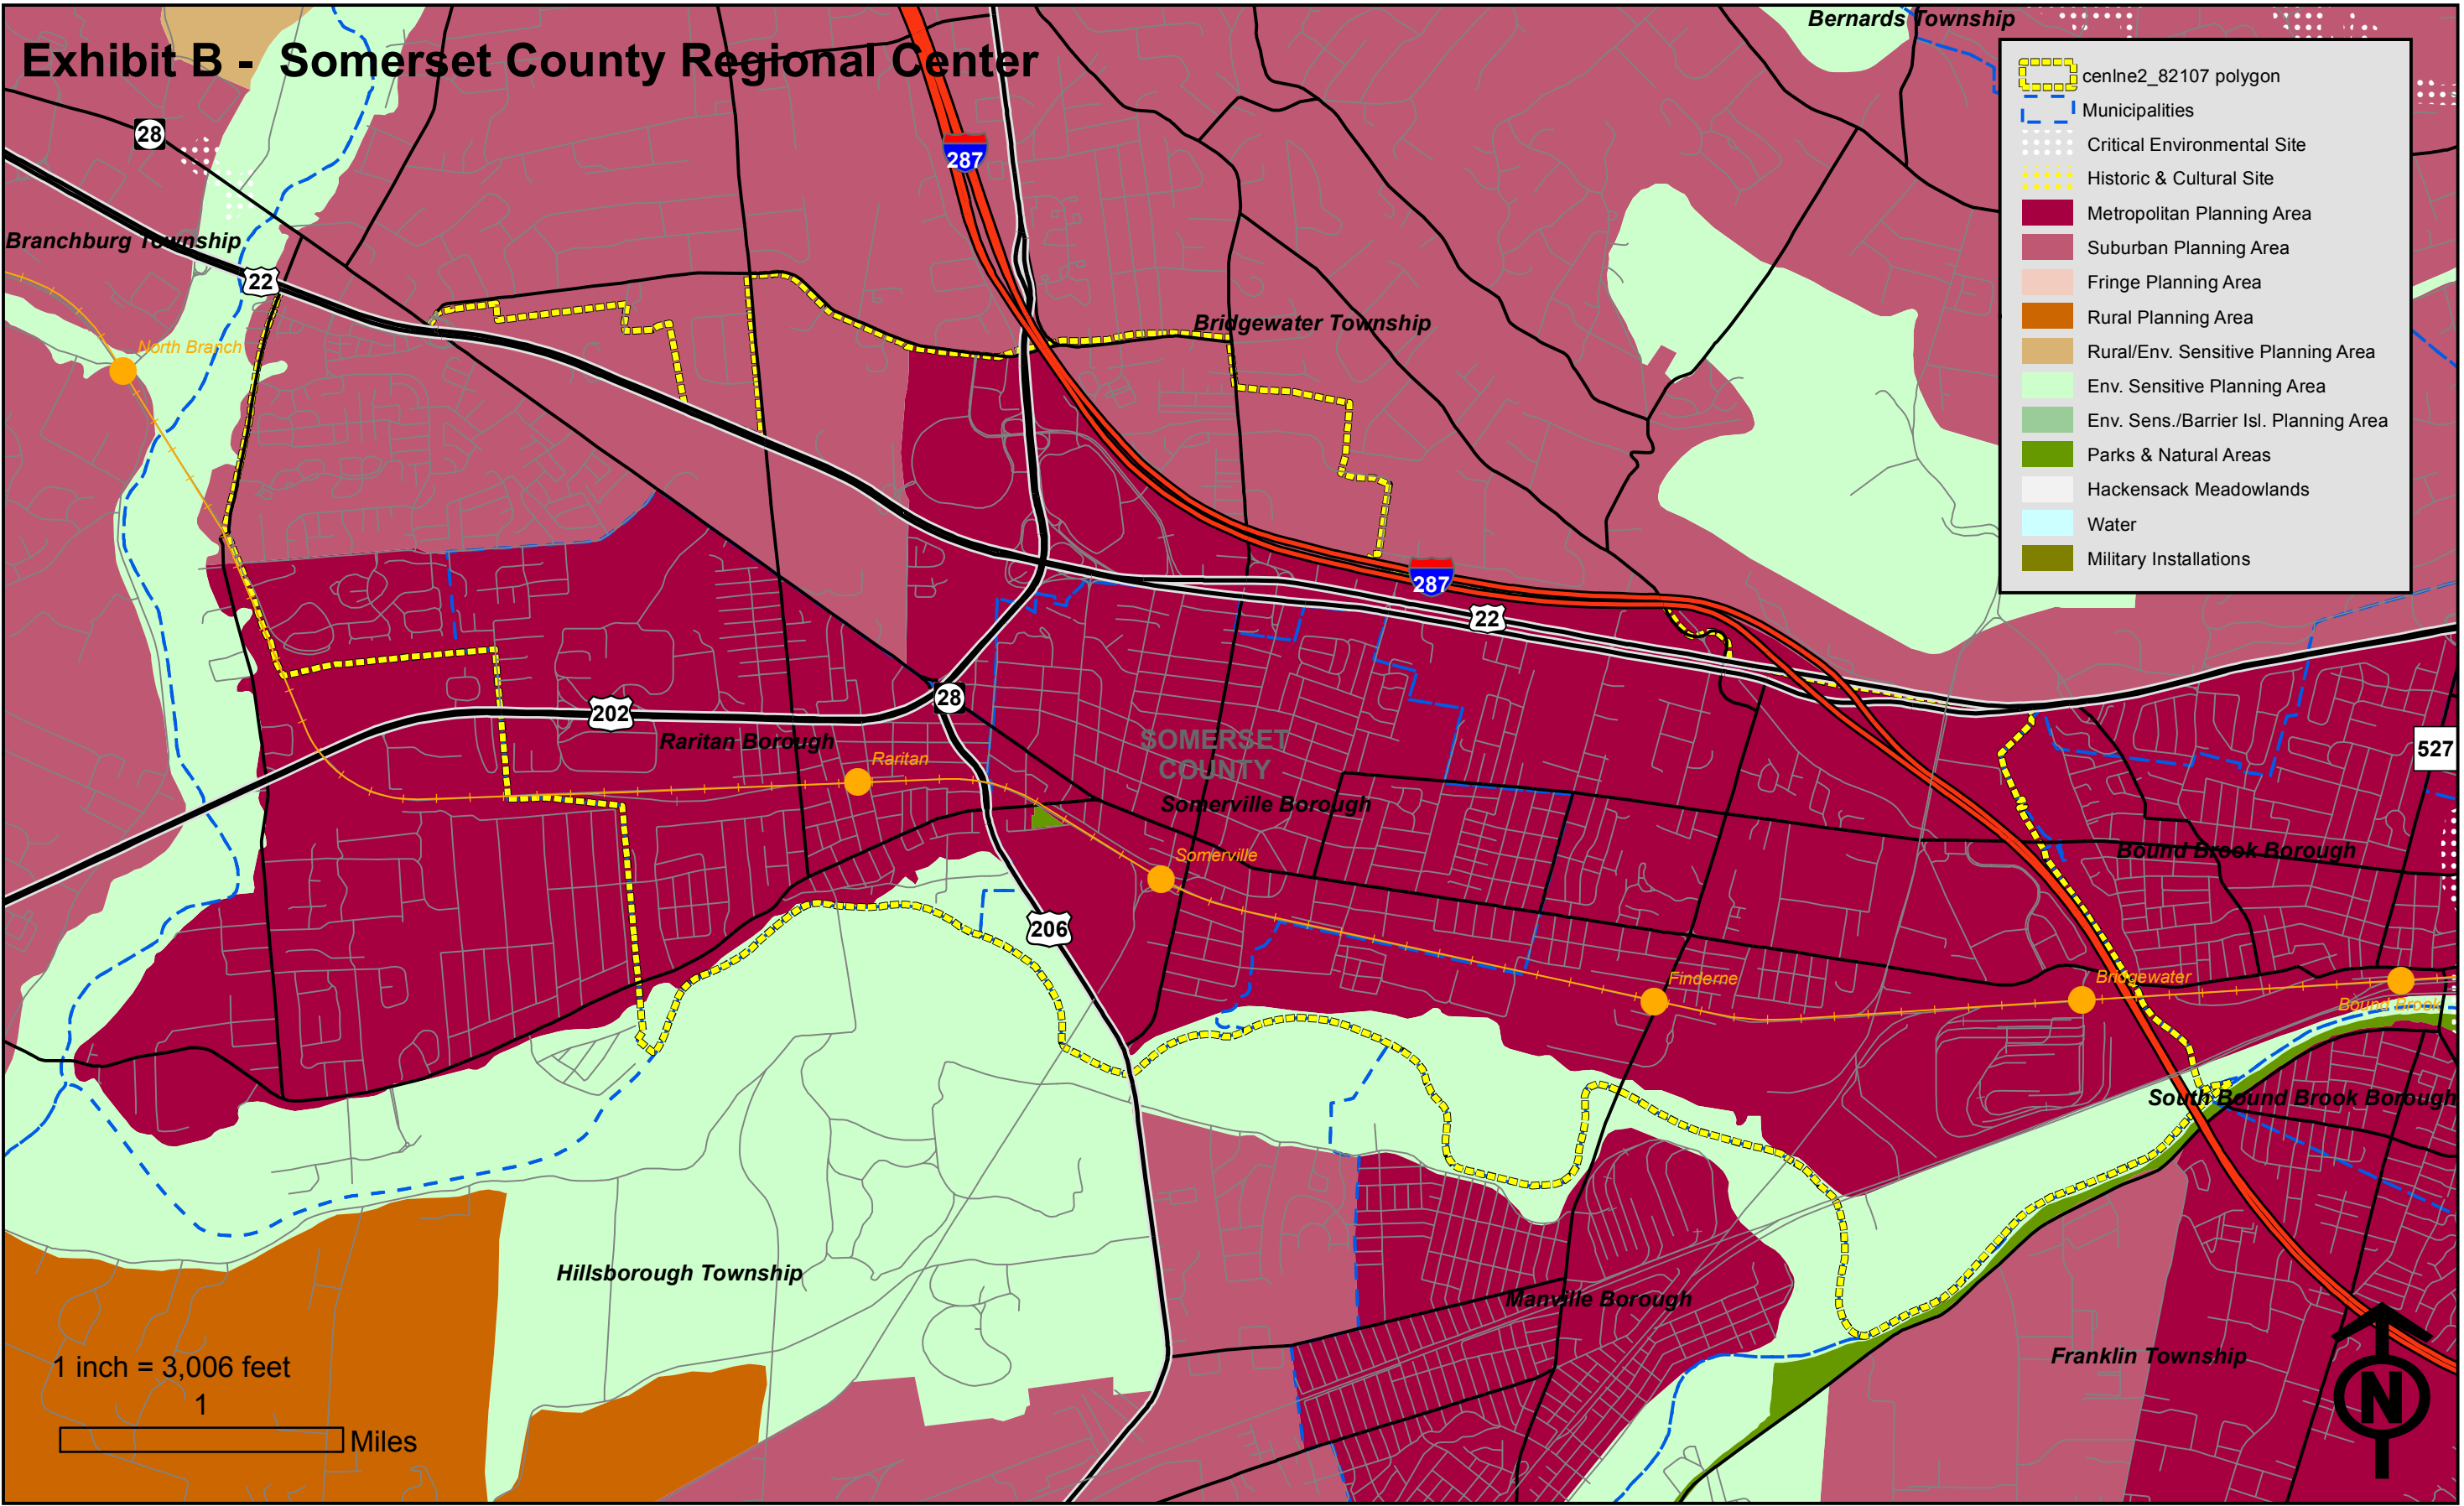 Exhibit B - Somerset County Regional Center
Bernards Township
cenlne2_82107 polygon
Municipalities
Critical Environmental Site
Historic & Cultural Site
Metropolitan Planning Area
Suburban Planning Area
Fringe Planning Area
Rural Planning Area
Rural/Env. Sensitive Planning Area
Env. Sensitive Planning Area
Env. Sens./Barrier Isl. Planning Area
Parks & Natural Areas
Hackensack Meadowlands
Water
Military Installations
28
287
Branchburg Township
22
Bridgewater Township
North Branch
287
22
28
202
Raritan Borough
Raritan
SOMERSET
COUNTY
527
Somerville Borough
Somerville
Bound Brook Borough
206
Finderne
Bridgewater
Bound Brook
South Bound Brook Borough
Hillsborough Township
Manville Borough
Franklin Township
1 inch = 3,006 feet
1
Miles
N